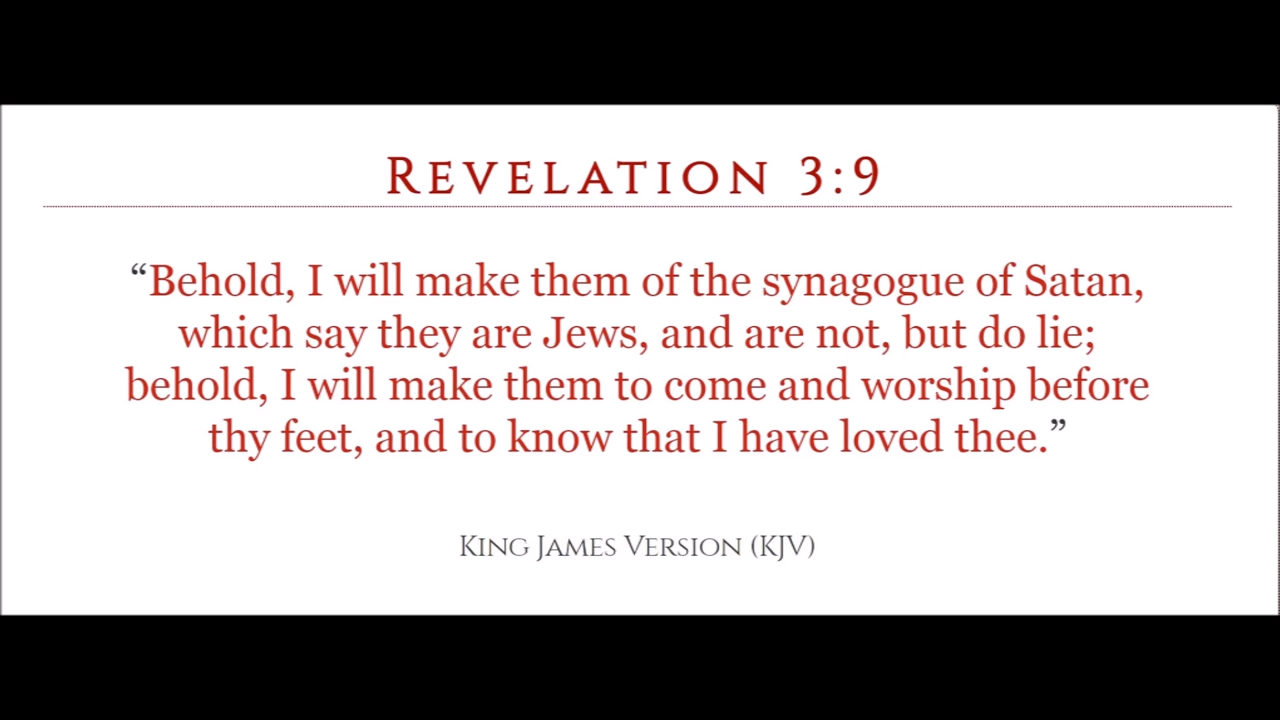 REVELATION 3:9
“Behold, I will make them of the synagogue of Satan,
which say they are Jews, and are not, but do lie;
behold, I will make them to come and worship before
thy feet, and to know that I have loved thee.”
KING JAMES VERSION (KJV)